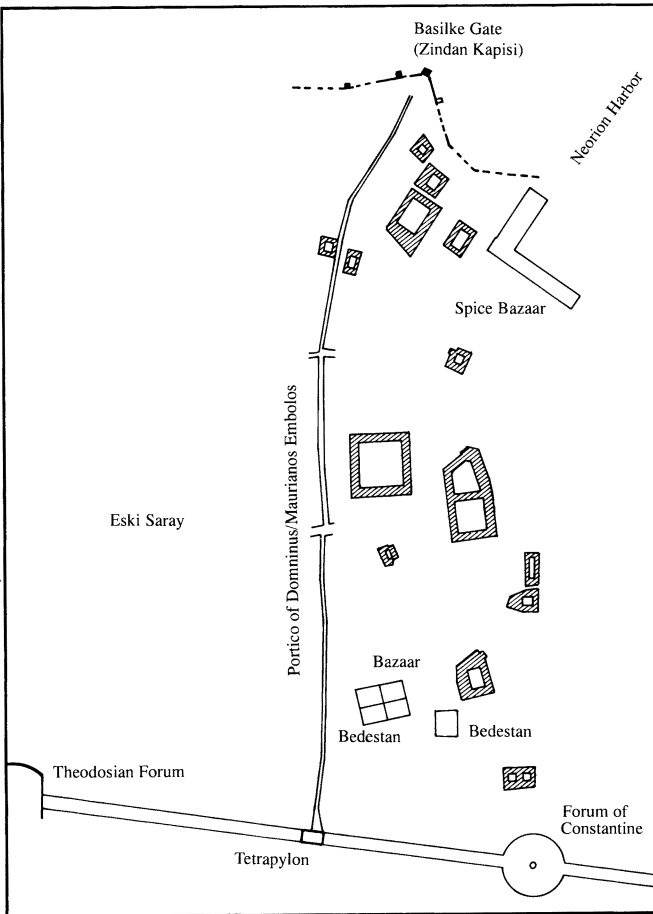 Basilke Gate
(Zindan Kapisi)
Neorion Harbor
Spice Bazaar
Portico of Domninus/Maurianos Embolos
Eski Saray
Bazaar
Bedestan
Bedestan
Theodosian Forum
Forum of
Constantine
Tetrapylon